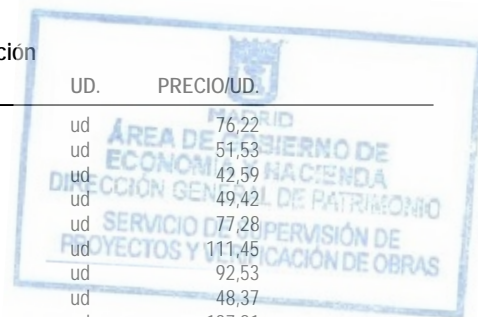 ción
UD. PRECIO/UD.
ud 76,22
ud 51,53
ud 42,59
ud 49,42
ud 77,28
ud 111,45
ud 92,53
ud 48,37
MADRID
ÁREA DE GOBIERNO DE
ECONOMÍA Y HACIENDA
DIRECCIÓN GENERAL DE PATRIMONIO
SERVICIO DE SUPERVISIÓN DE
PROYECTOS Y VERIFICACIÓN DE OBRAS